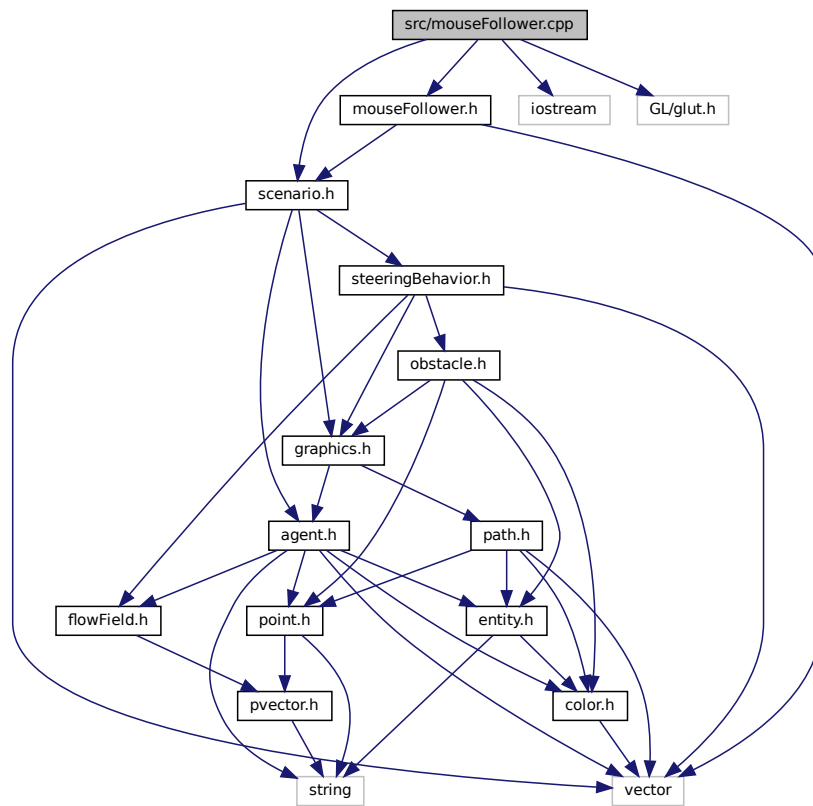 src/mouseFollower.cpp
mouseFollower.h
iostream
GL/glut.h
scenario.h
steeringBehavior.h
obstacle.h
graphics.h
agent.h
path.h
flowField.h
point.h
entity.h
pvector.h
color.h
string
vector